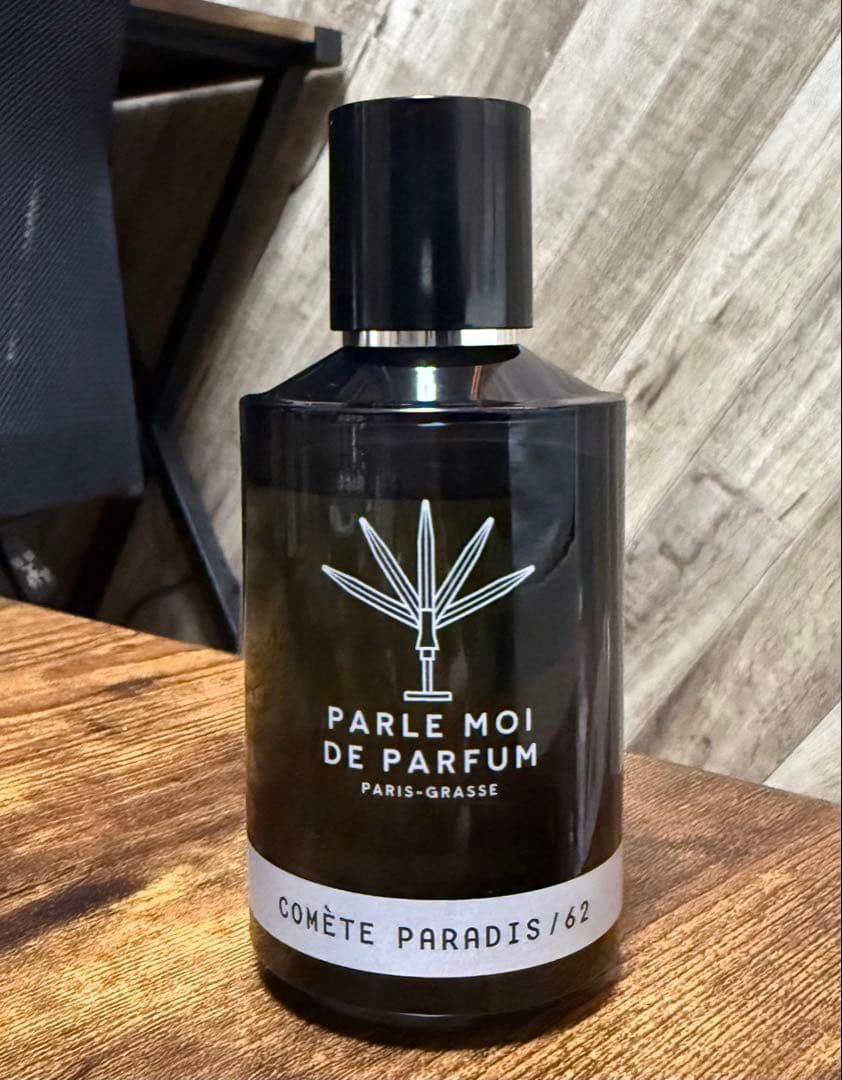 PARLE MOI
DE PARFUM
PARIS-GRASSE
COMÈTE PARADIS/62